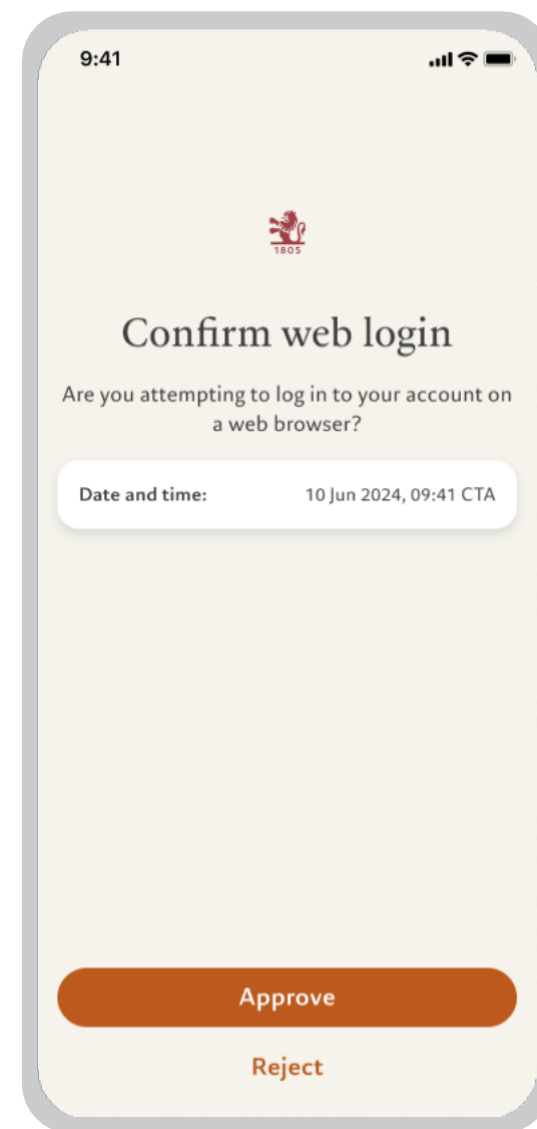 9:41
1805
Confirm web login
Are you attempting to log in to your account on
a web browser?
Date and time: 10 Jun 2024, 09:41 CTA
Approve
Reject